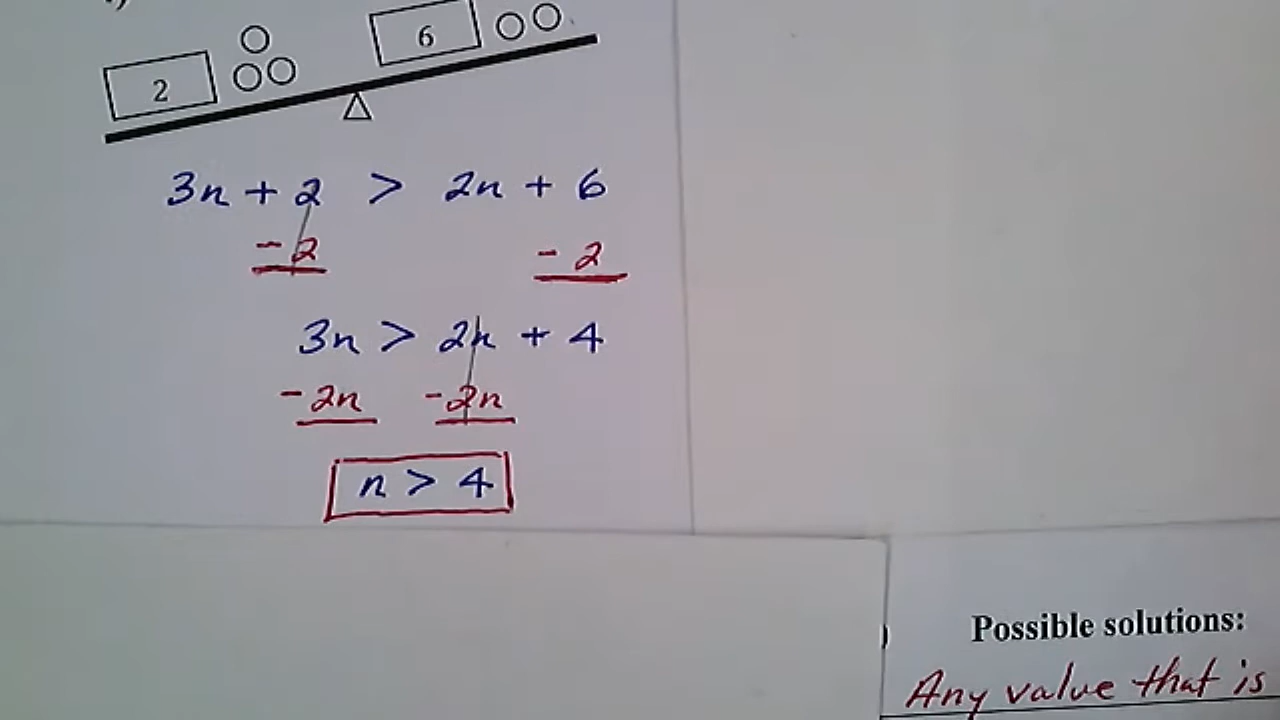 2 6
3n + 2 > 2n + 6
- 2 - 2
3n > 2n + 4
- 2n - 2n
n > 4
Possible solutions:
Any value that is